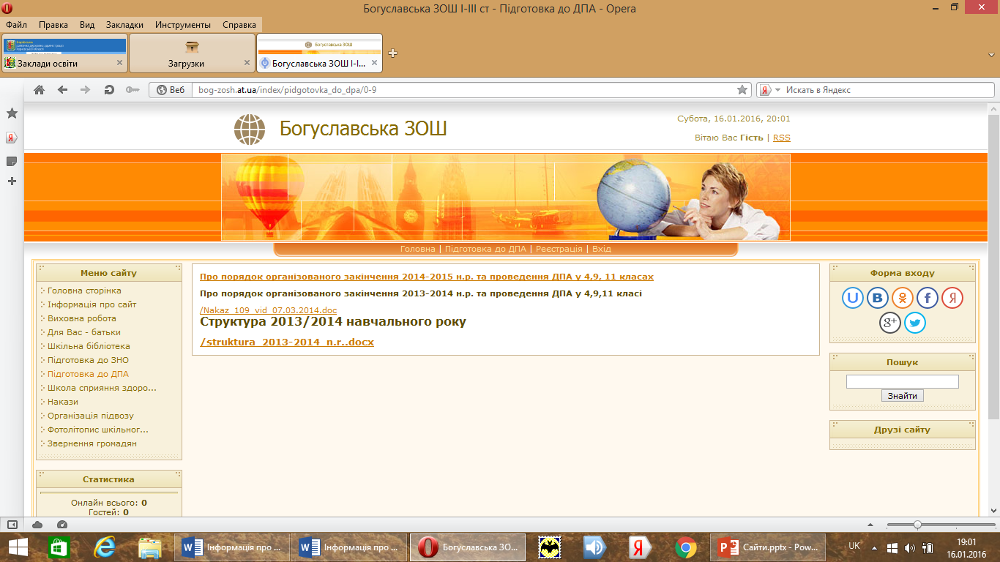 Богуславська ЗОШ І-ІІІ ст - Підготовка до ДПА - Opera
Файл Правка Вид Закладки Инструменты Справка
Заклади освіти
Загрузки
Богуславська ЗОШ
Богуславська ЗОШ І-І...
Веб
bog-zosh.at.ua/index/pidgotovka_do_dpa/0-9
Искать в Яндекс
Богуславська ЗОШ
Субота, 16.01.2016, 20:01
Вітаю Вас Гість | RSS
Головна | Підготовка до ДПА | Реєстрація | Вхід
Меню сайту
Головна сторінка
Інформація про сайт
Виховна робота
Для Вас - батьки
Шкільна бібліотека
Підготовка до ЗНО
Підготовка до ДПА
Школа сприяння здоро...
Накази
Організація підвозу
Фотолітопис шкільног...
Звернення громадян
Статистика
Онлайн всього: 0
Гостей: 0
Про порядок організованого закінчення 2014-2015 н.р. та проведення ДПА у 4,9, 11 класах
Про порядок організованого закінчення 2013-2014 н.р. та проведення ДПА у 4,9,11 класі
/Nakaz_109_vid_07.03.2014.doc
Структура 2013/2014 навчального року
/struktura_2013-2014_n.r..docx
Форма входу
Пошук
Знайти
Друзі сайту
Інформація про ...
Інформація про ...
Богуславська ЗО...
Сайти.pptx - Pow...
UK
19:01
16.01.2016